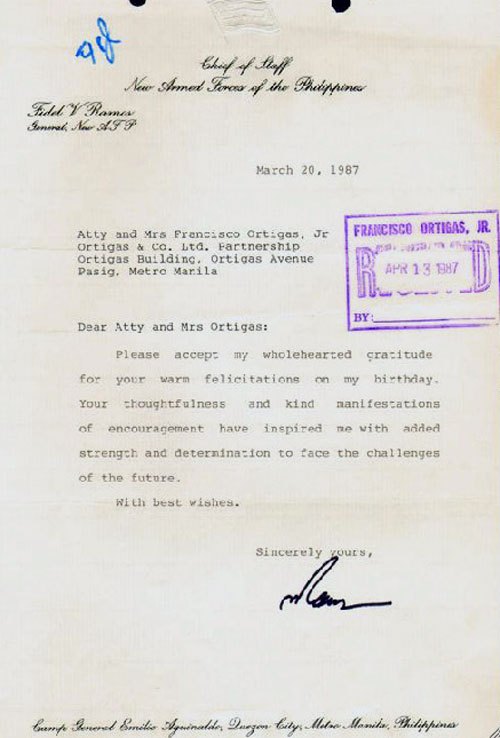 Chief of Staff
New Armed Forces of the Philippines
Fidel V Ramos
General, New AFP
March 20, 1987
Atty and Mrs Francisco Ortigas, Jr
Ortigas & Co. Ltd. Partnership
Ortigas Building, Ortigas Avenue
Pasig, Metro Manila
FRANCISCO ORTIGAS, JR.
RECEIVED
APR 13 1987
BY:
Dear Atty and Mrs Ortigas:
Please accept my wholehearted gratitude
for your warm felicitations on my birthday.
Your thoughtfulness and kind manifestations
of encouragement have inspired me with added
strength and determination to face the challenges
of the future.
With best wishes.
Sincerely yours,
Camp General Emilio Aguinaldo, Quezon City, Metro Manila, Philippines